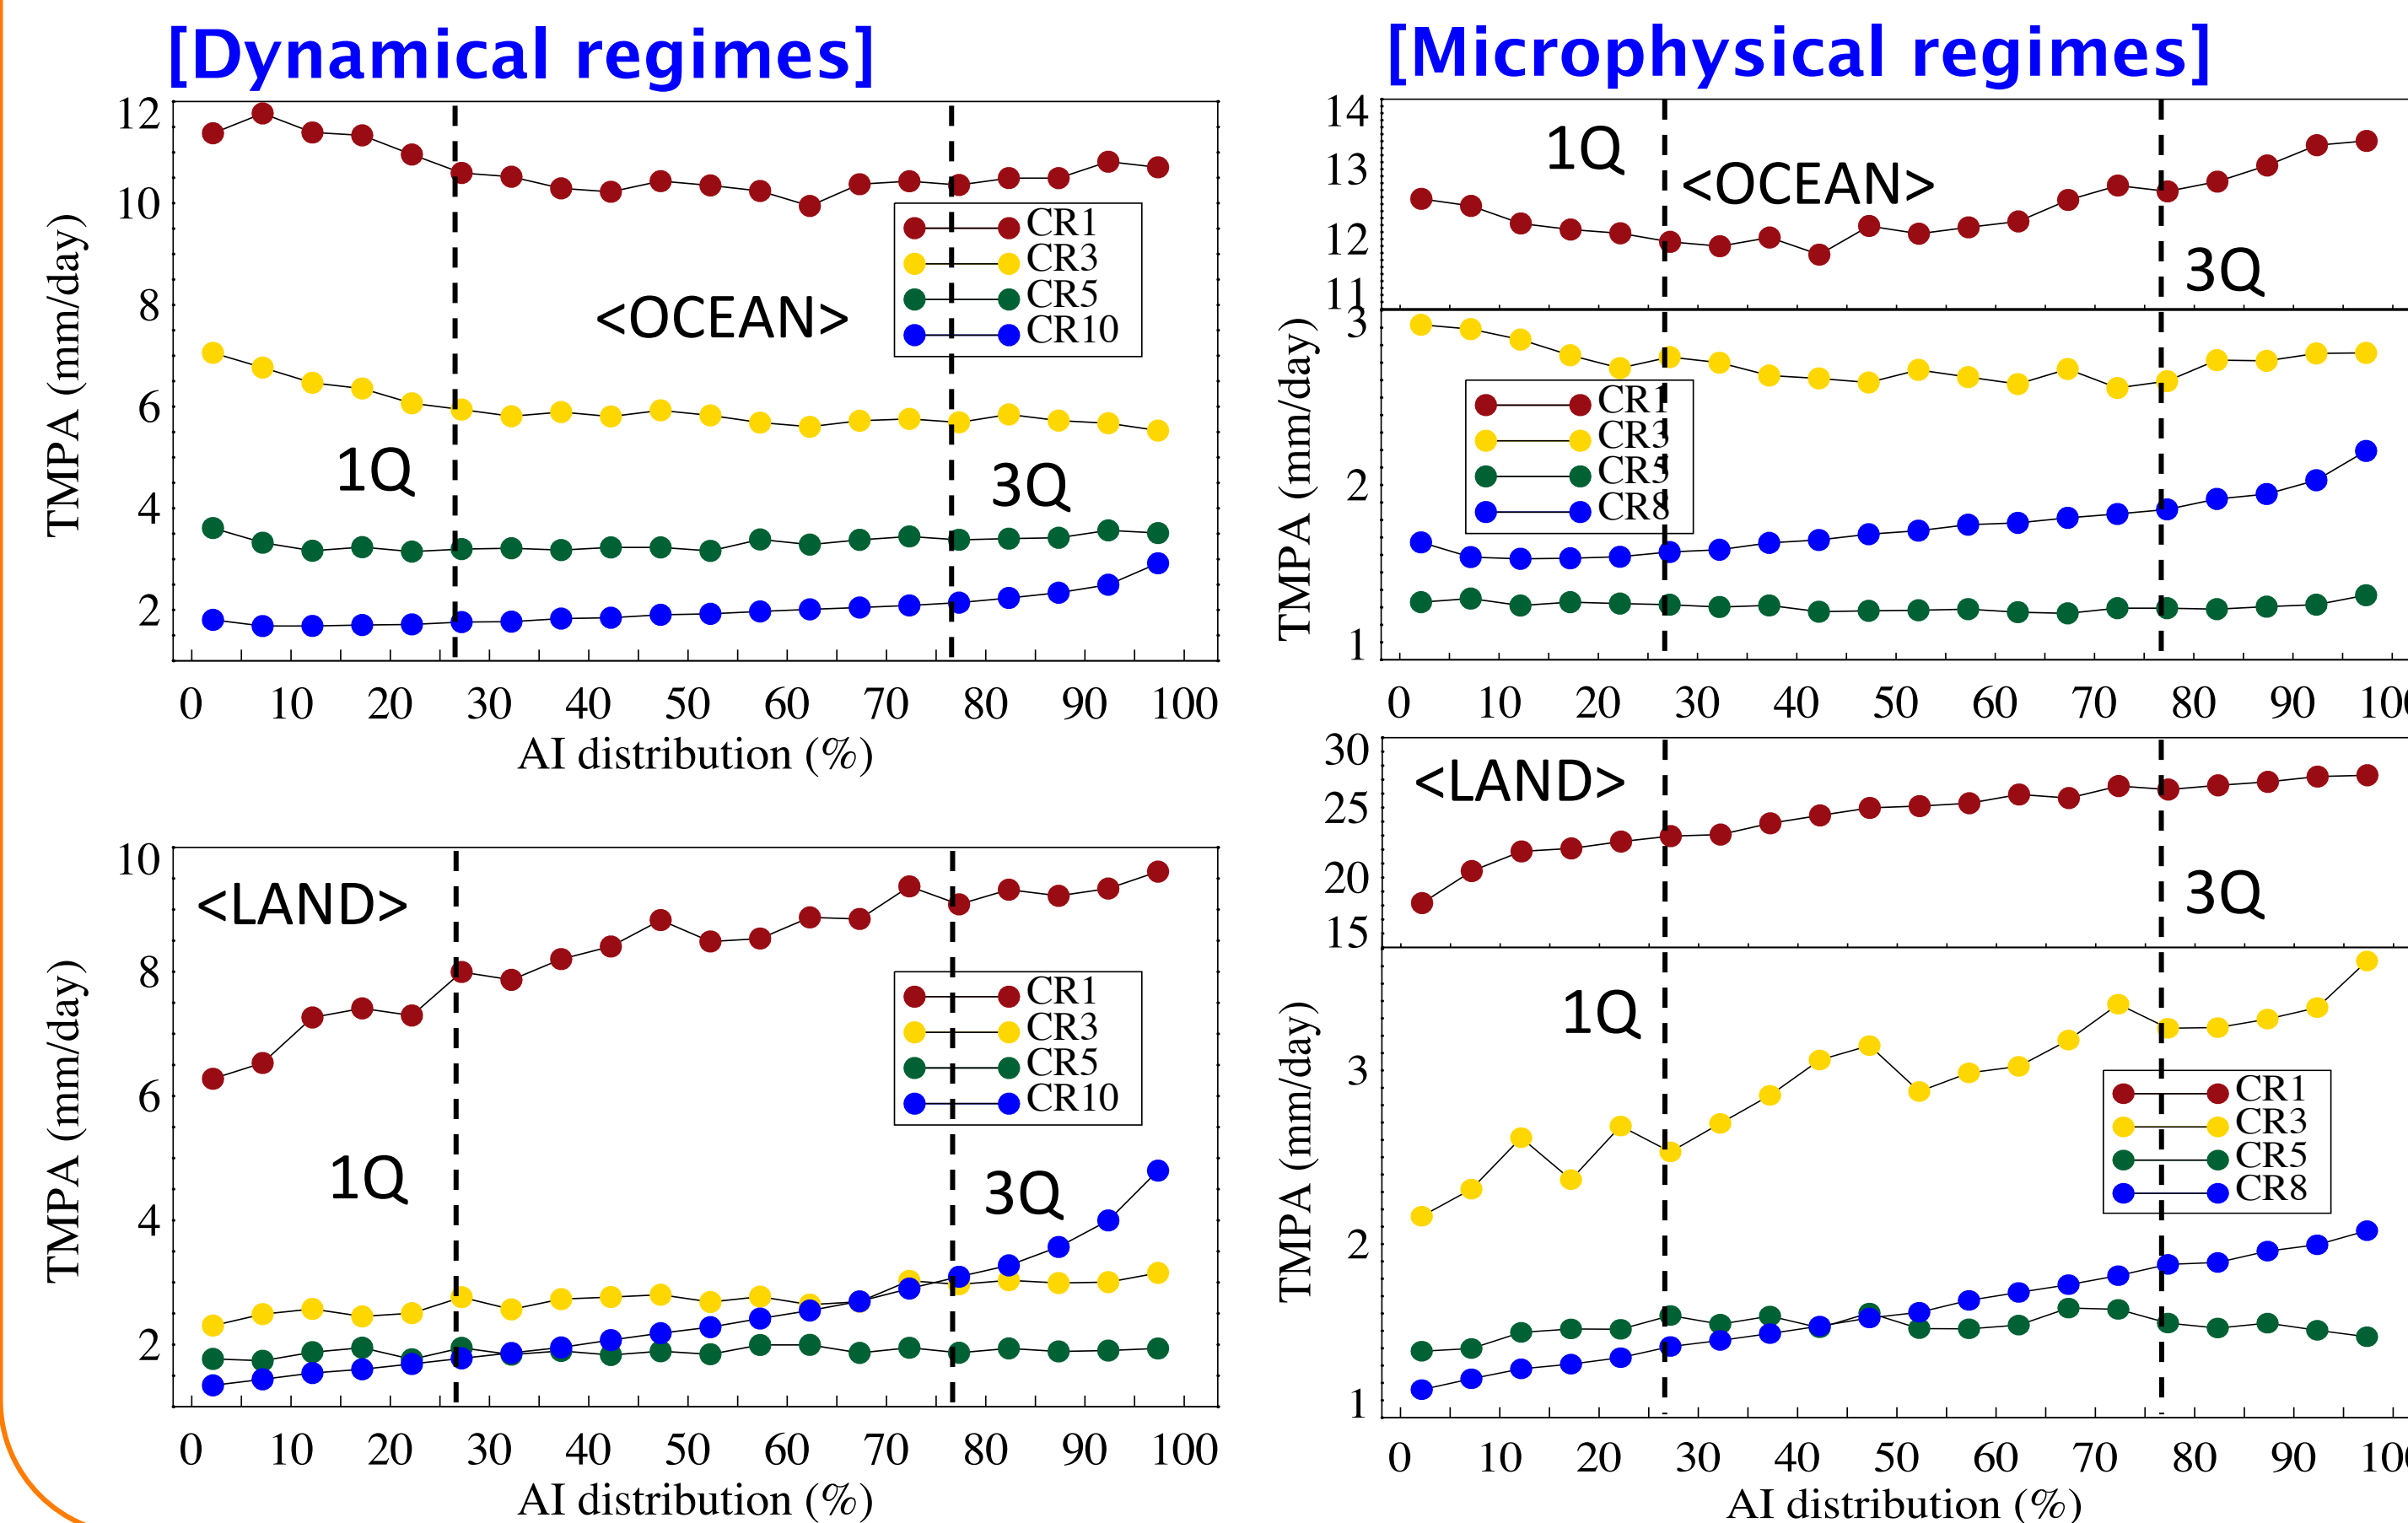 [Dynamical regimes]
12
10
8
6
4
2
TMPA (mm/day)
1Q
<OCEAN>
3Q
CR1
CR3
CR5
CR10
0 10 20 30 40 50 60 70 80 90 100
AI distribution (%)
10
8
6
4
2
TMPA (mm/day)
<LAND>
1Q
3Q
CR1
CR3
CR5
CR10
0 10 20 30 40 50 60 70 80 90 100
AI distribution (%)
[Microphysical regimes]
14
13
12
11
1Q
<OCEAN>
3Q
3
2
1
TMPA (mm/day)
CR1
CR3
CR5
CR8
0 10 20 30 40 50 60 70 80 90 100
30
25
20
15
<LAND>
3Q
3
2
1
TMPA (mm/day)
1Q
CR1
CR3
CR5
CR8
0 10 20 30 40 50 60 70 80 90 100
AI distribution (%)